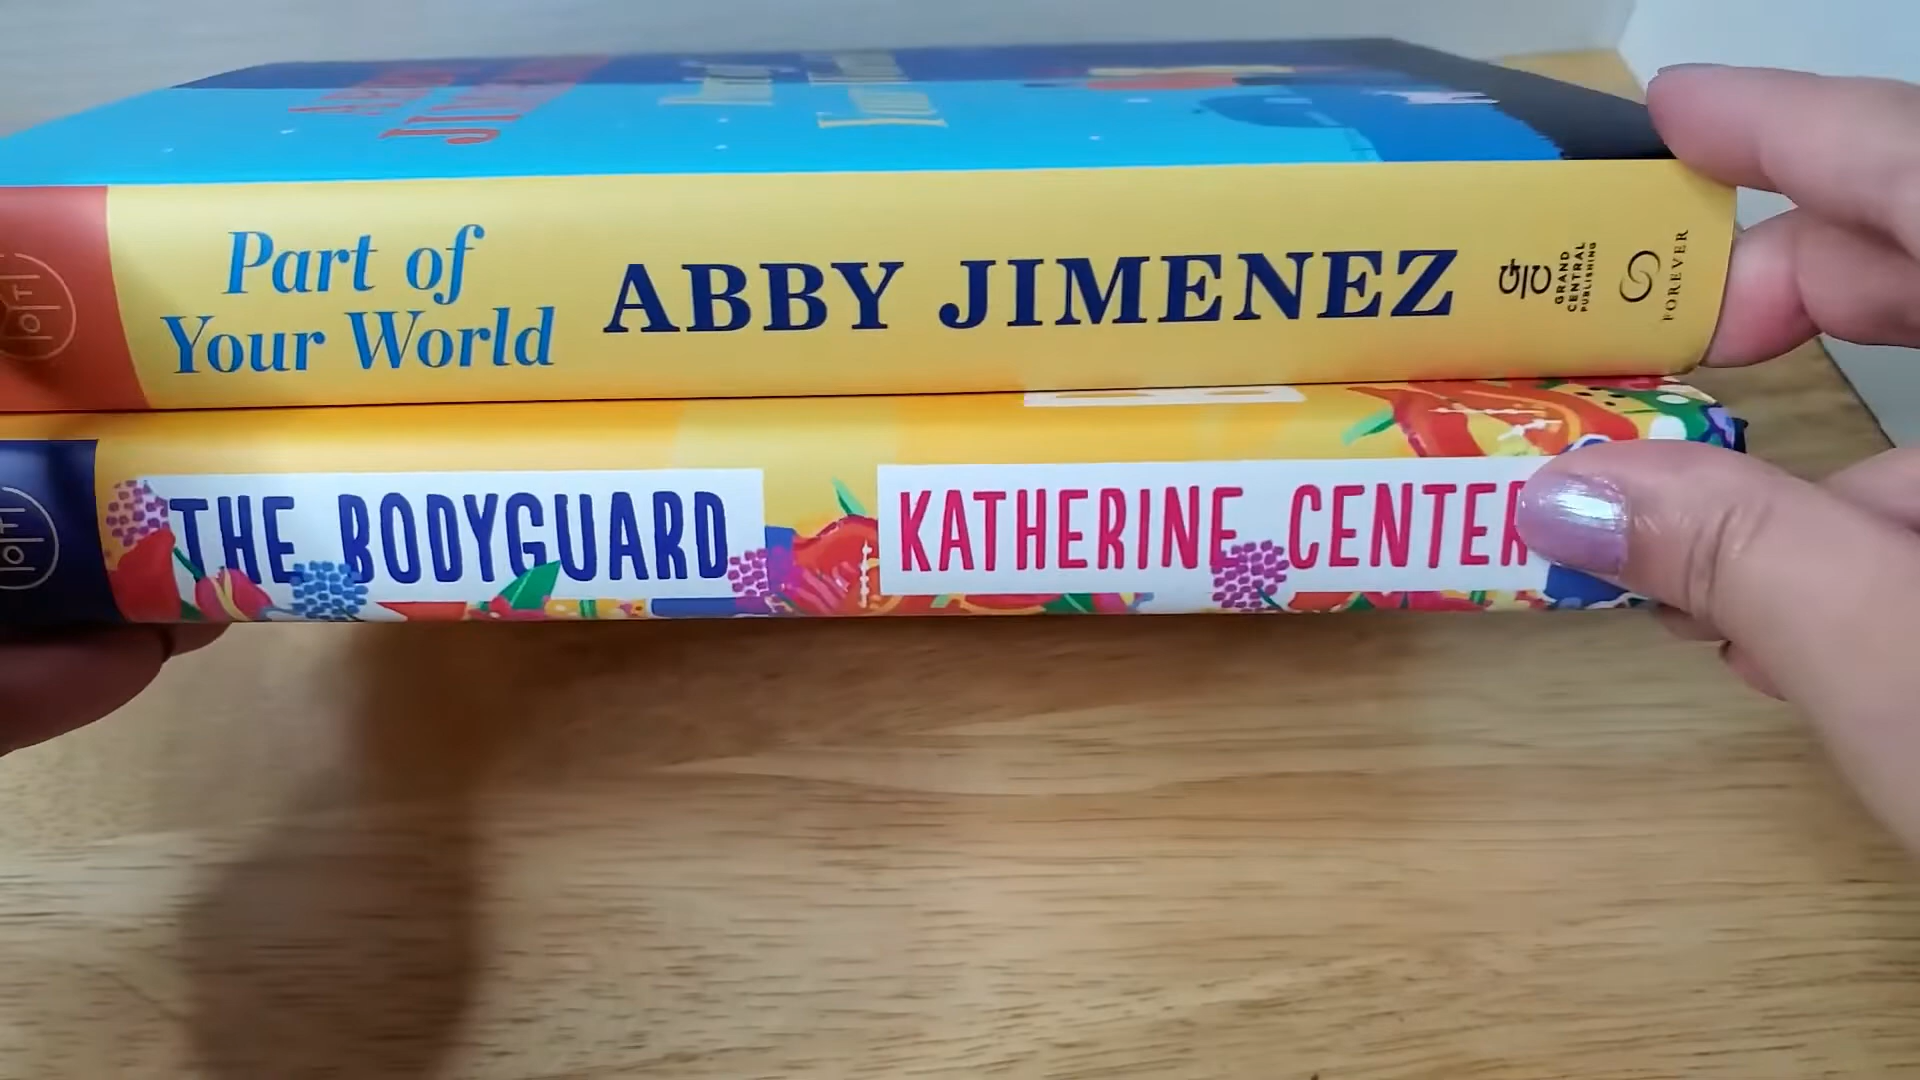 Part of
Your World
ABBY JIMENEZ
GRAND
CENTRAL
PUBLISHING
FOREVER
THE BODYGUARD
KATHERINE CENTER